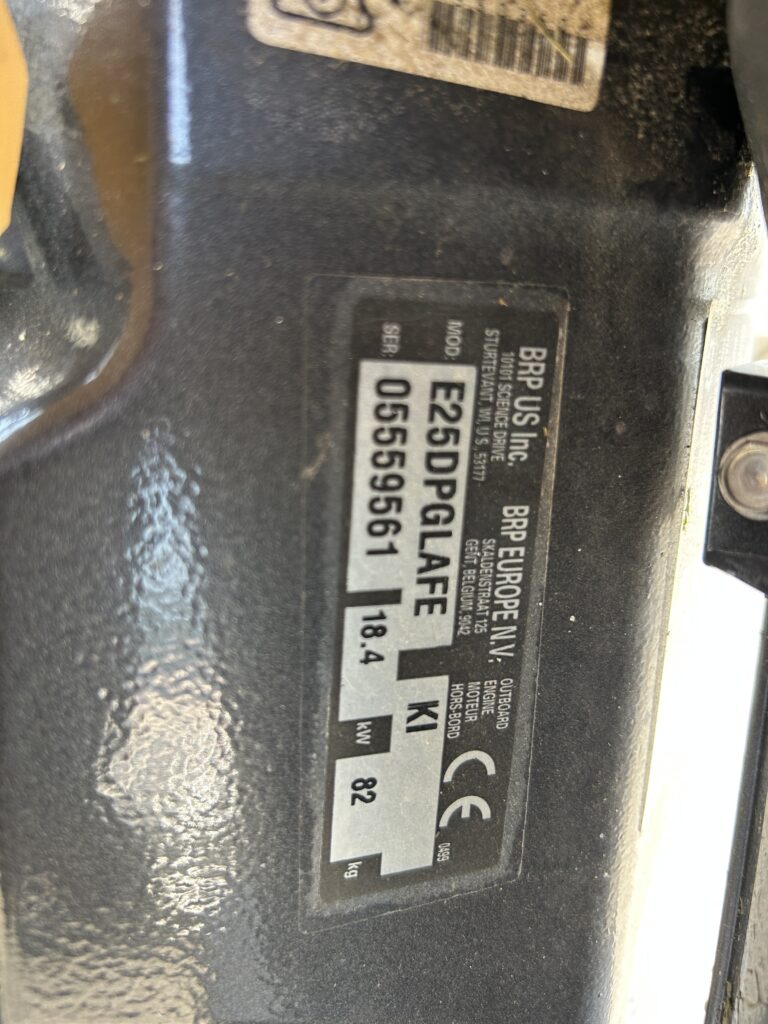 BRP US Inc.
10101 SCIENCE DRIVE
STURTEVANT, WI, U.S. 53177
BRP EUROPE N.V.
SKALDENSTRAAT 125
GENT, BELGIUM, 9042
OUTBOARD
ENGINE
MOTEUR
HORS-BORD
CE 0499
MOD: E25DPGLAFE KI
SER: 05559561 18.4 kW 82 kg